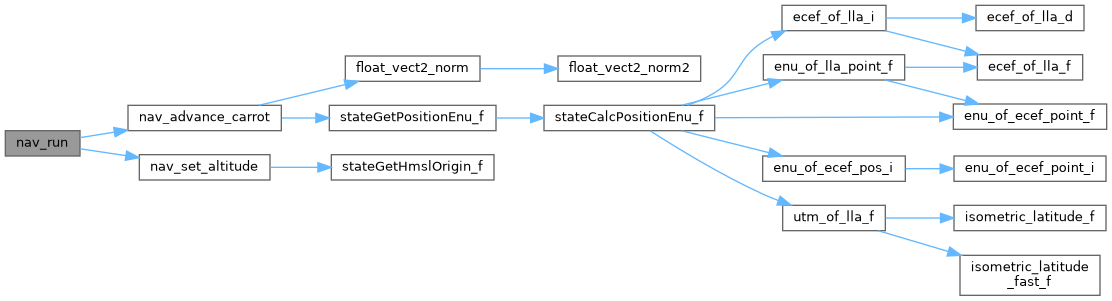 nav_run
nav_advance_carrot
nav_set_altitude
float_vect2_norm
stateGetPositionEnu_f
stateGetHmslOrigin_f
float_vect2_norm2
stateCalcPositionEnu_f
ecef_of_lla_i
enu_of_lla_point_f
enu_of_ecef_pos_i
utm_of_lla_f
ecef_of_lla_d
ecef_of_lla_f
enu_of_ecef_point_f
enu_of_ecef_point_i
isometric_latitude_f
isometric_latitude
_fast_f